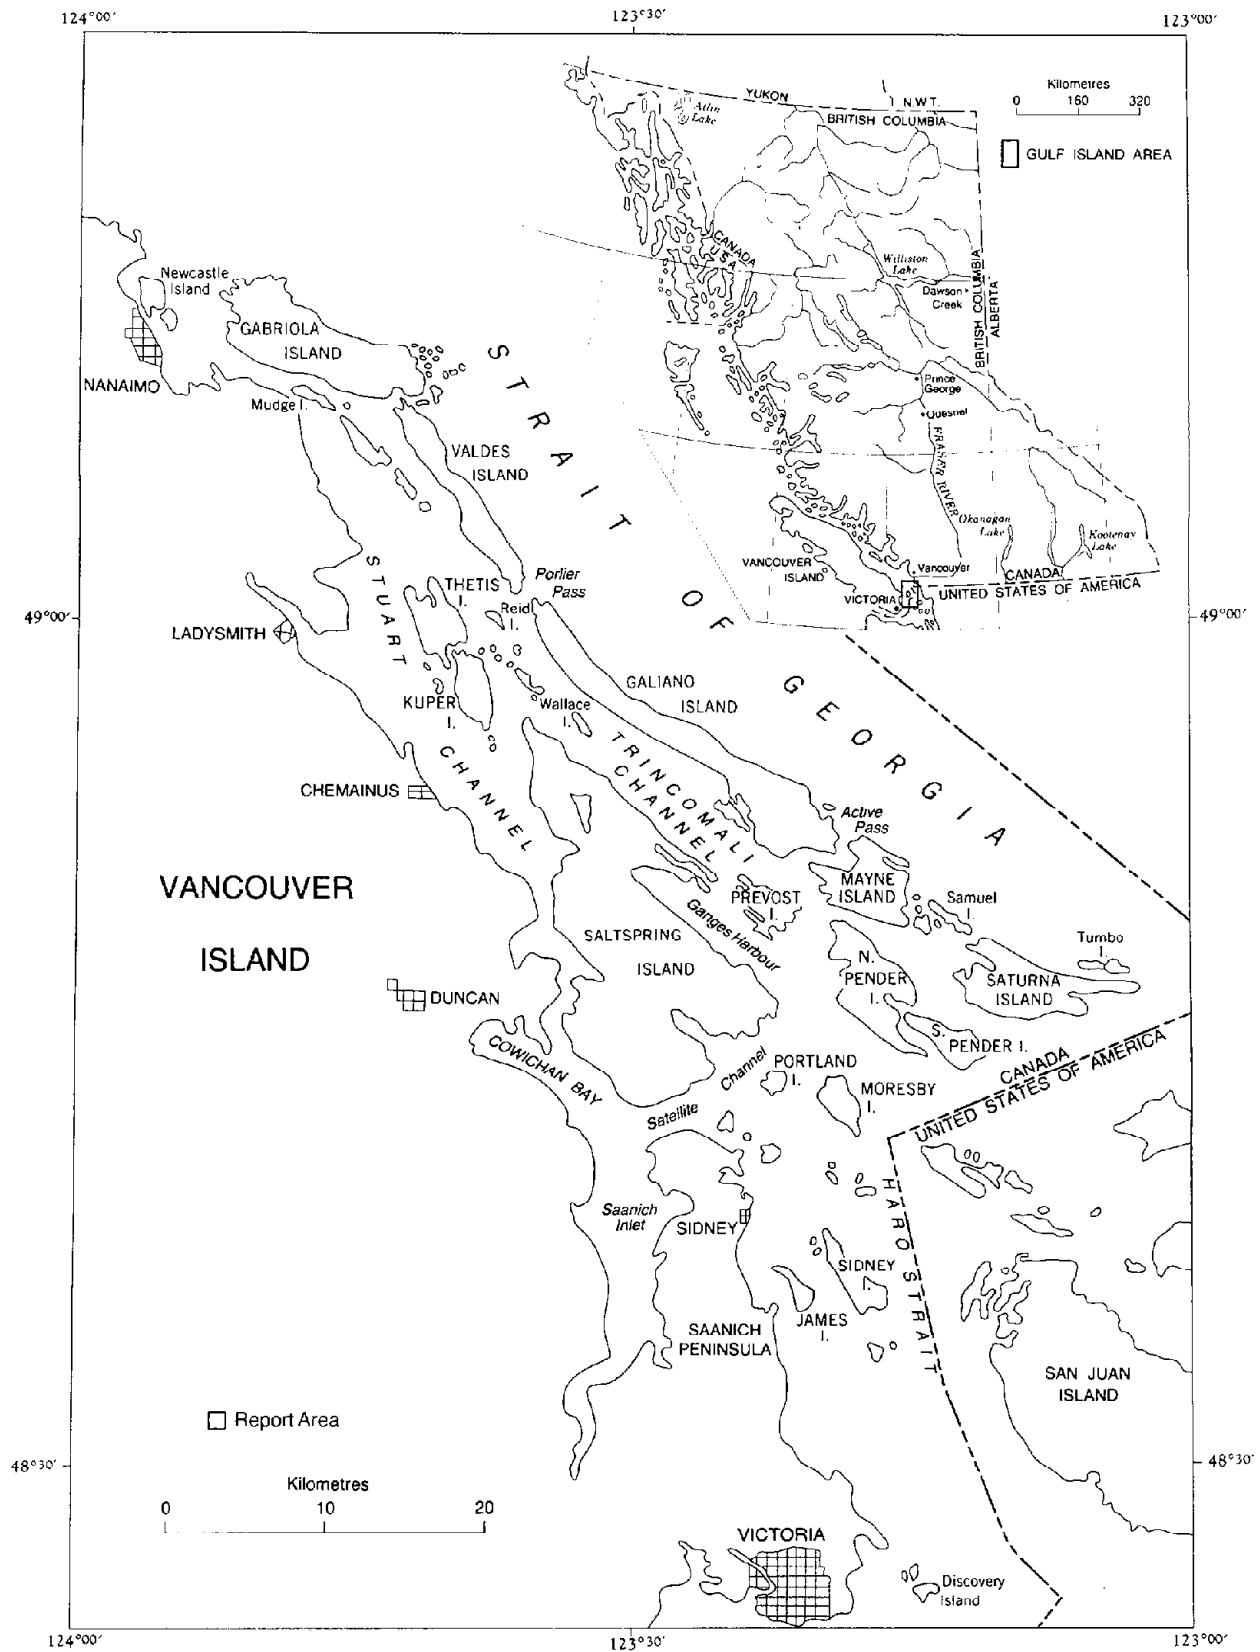 124°00'
123°30'
123°00'
Kilometres
0 160 320
GULF ISLAND AREA
YUKON
N.W.T.
BRITISH COLUMBIA
Atlin
Lake
CANADA
USA
Williston
Lake
Dawson
Creek
BRITISH COLUMBIA
ALBERTA
Prince
George
Quesnel
FRASER RIVER
Okanagan
Lake
Kootenay
Lake
VANCOUVER
ISLAND
Vancouver
VICTORIA
CANADA
UNITED STATES OF AMERICA
Newcastle
Island
GABRIOLA
ISLAND
NANAIMO
Mudge I.
VALDES
ISLAND
STRAIT OF GEORGIA
Porlier
Pass
THETIS
I.
Reid
I.
49°00'
49°00'
LADYSMITH
STUART CHANNEL
KUPER
I.
Wallace
I.
GALIANO
ISLAND
TRINCOMALI
CHANNEL
CHEMAINUS
Active
Pass
VANCOUVER
ISLAND
MAYNE
ISLAND
PREVOST
I.
Samuel
I.
Ganges Harbour
SALTSPRING
ISLAND
Tumbo
I.
N.
PENDER
I.
SATURNA
ISLAND
DUNCAN
S.
PENDER I.
COWICHAN BAY
CANADA
UNITED STATES OF AMERICA
PORTLAND
I.
MORESBY
I.
Satellite Channel
HARO STRAIT
Saanich
Inlet
SIDNEY
SIDNEY
I.
JAMES
I.
SAANICH
PENINSULA
SAN JUAN
ISLAND
Report Area
48°30'
48°30'
Kilometres
0 10 20
VICTORIA
Discovery
Island
124°00'
123°30'
123°00'